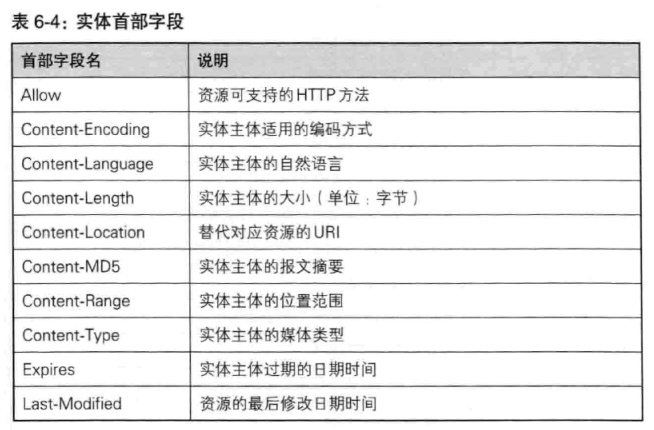 表 6-4：实体首部字段
首部字段名 说明
Allow 资源可支持的HTTP方法
Content-Encoding 实体主体适用的编码方式
Content-Language 实体主体的自然语言
Content-Length 实体主体的大小（单位：字节）
Content-Location 替代对应资源的URI
Content-MD5 实体主体的报文摘要
Content-Range 实体主体的位置范围
Content-Type 实体主体的媒体类型
Expires 实体主体过期的日期时间
Last-Modified 资源的最后修改日期时间